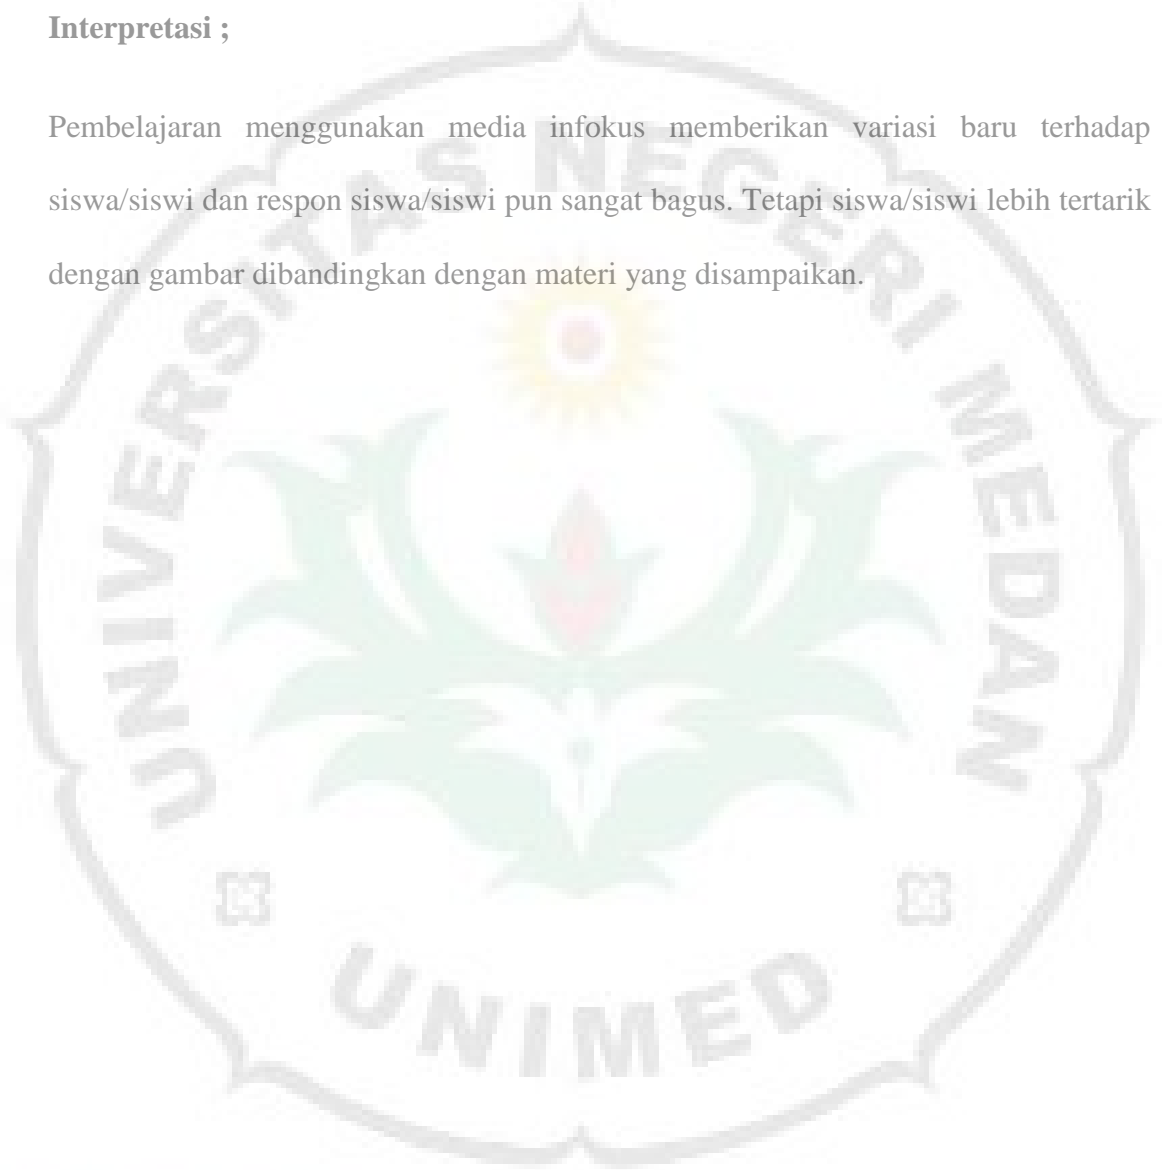 Interpretasi ;
Pembelajaran menggunakan media infokus memberikan variasi baru terhadap
siswa/siswi dan respon siswa/siswi pun sangat bagus. Tetapi siswa/siswi lebih tertarik
dengan gambar dibandingkan dengan materi yang disampaikan.
UNIVERSITAS NEGERI MEDAN
UNIMED